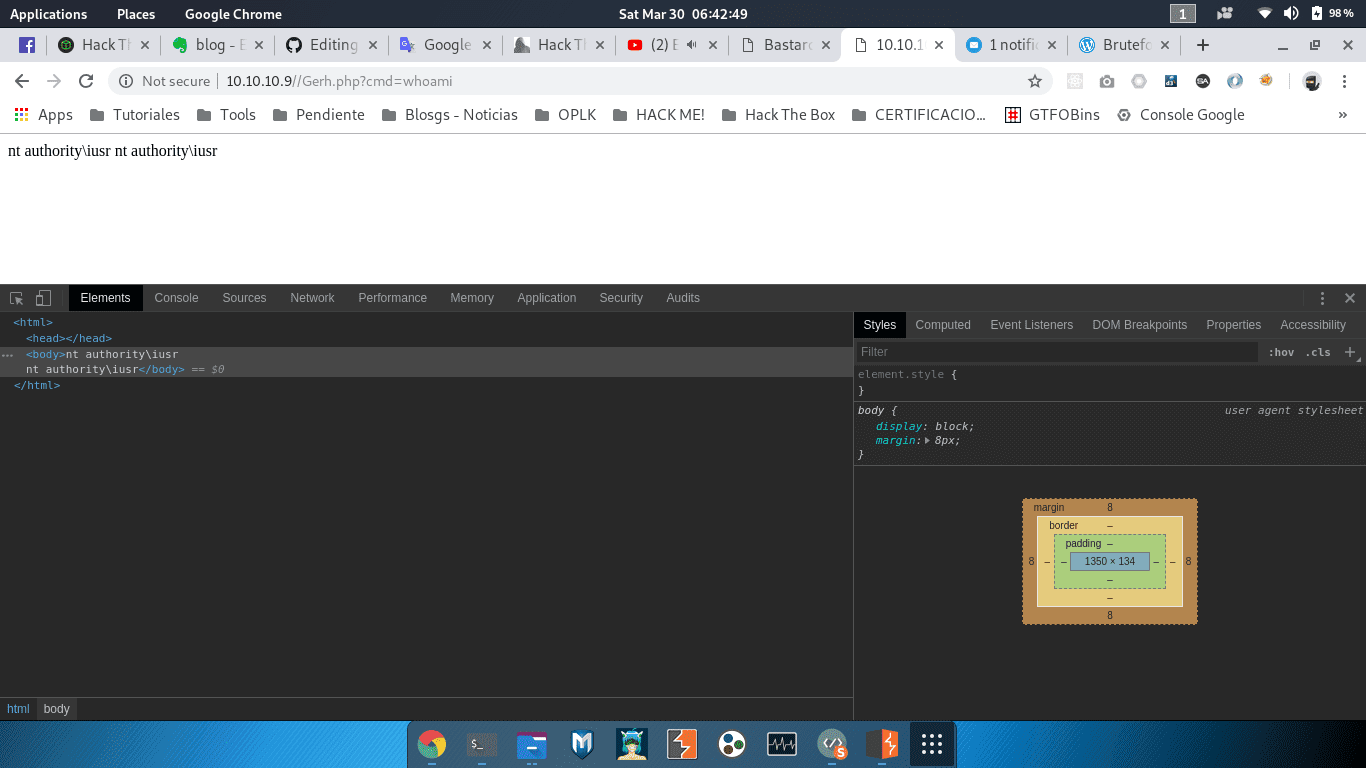 Applications Places Google Chrome Sat Mar 30 06:42:49 1 98 %
Hack Th blog - E Editing Google Hack Th (2) E Bastard 10.10.1 1 notific Brutefo
Not secure 10.10.10.9//Gerh.php?cmd=whoami
Apps Tutoriales Tools Pendiente Blosgs - Noticias OPLK HACK ME! Hack The Box CERTIFICACIO... GTFOBins Console Google »
nt authority\iusr nt authority\iusr
Elements Console Sources Network Performance Memory Application Security Audits
<html>
<head></head>
<body>nt authority\iusr
nt authority\iusr</body> == $0
</html>
Styles Computed Event Listeners DOM Breakpoints Properties Accessibility
Filter :hov .cls
element.style {
}
body { user agent stylesheet
display: block;
margin: 8px;
}
margin 8
border –
padding –
8 – – 1350 × 134 – – 8
–
–
8
html body